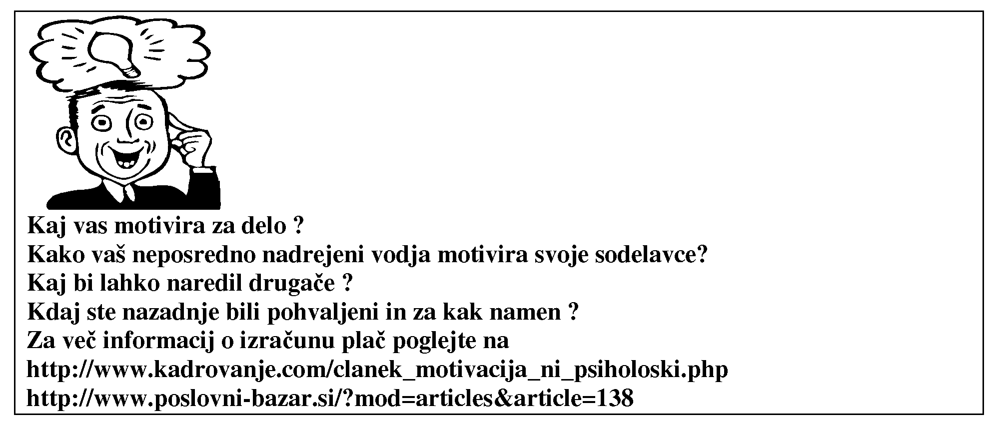 Kaj vas motivira za delo ?
Kako vaš neposredno nadrejeni vodja motivira svoje sodelavce?
Kaj bi lahko naredil drugače ?
Kdaj ste nazadnje bili pohvaljeni in za kak namen ?
Za več informacij o izračunu plač poglejte na
http://www.kadrovanje.com/clanek_motivacija_ni_psiholoski.php
http://www.poslovni-bazar.si/?mod=articles&article=138